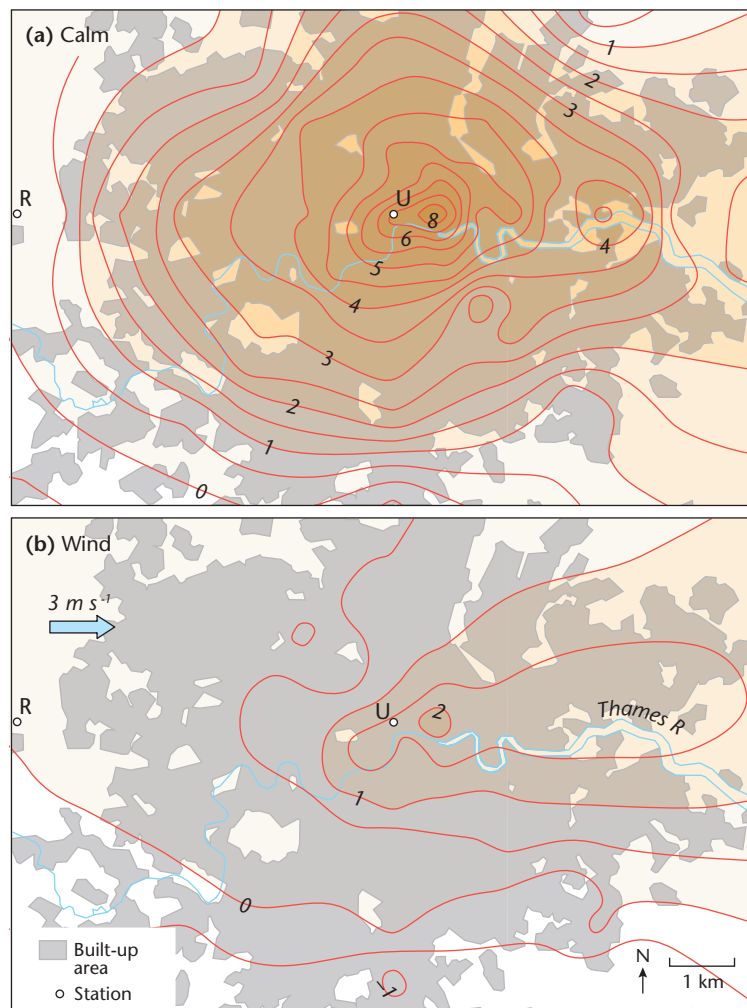 (a) Calm
1
2
3
R
U
8
6
4
5
4
3
2
1
0
(b) Wind
3 m s⁻¹
R
U
2
Thames R
1
0
Built-up
area
Station
-1
N
1 km